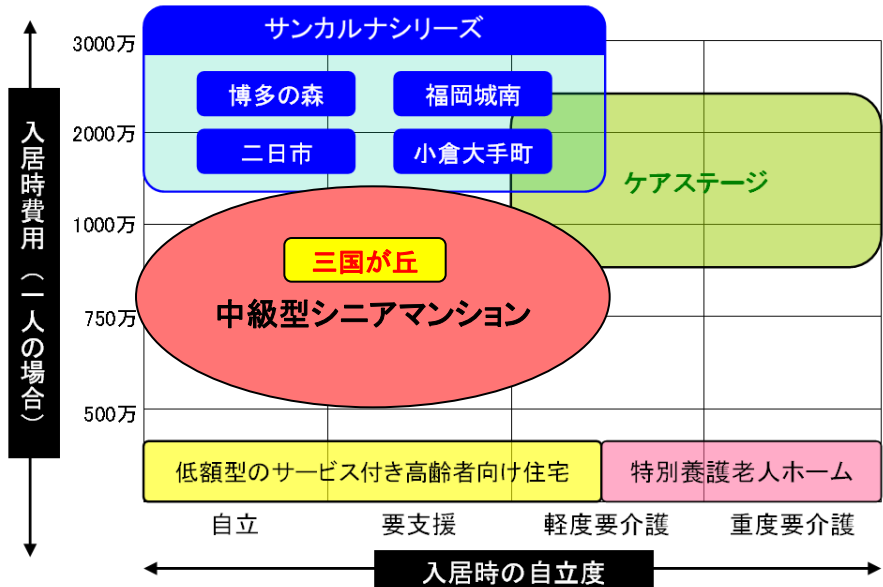 サンカルナシリーズ
3000万
博多の森
福岡城南
2000万
二日市
小倉大手町
ケアステージ
1000万
三国が丘
中級型シニアマンション
750万
500万
低額型のサービス付き高齢者向け住宅
特別養護老人ホーム
自立
要支援
軽度要介護
重度要介護
入居時の自立度
入居時費用(一人の場合)